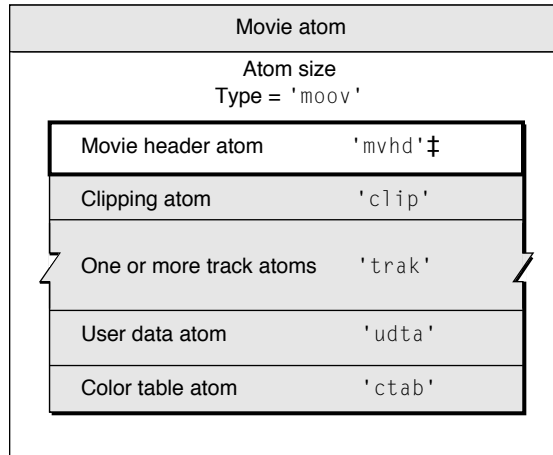 Movie atom
Atom size
Type = 'moov'
Movie header atom 'mvhd'‡
Clipping atom 'clip'
One or more track atoms 'trak'
User data atom 'udta'
Color table atom 'ctab'